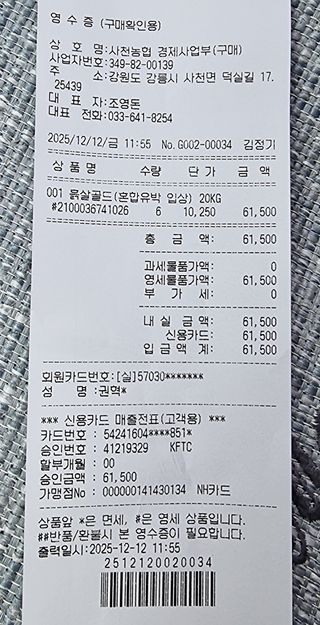 영 수 증 (구매확인용)
상 호 명:사천농협 경제사업부(구매)
사업자번호:349-82-00139
주 소:강원도 강릉시 사천면 덕실길 17.
25439
대 표 자:조영돈
대표 전화:033-641-8254
2025/12/12/금 11:55 No.G002-00034 김정기
상 품 명 수량 단 가 금 액
001 흙살골드(혼합유박 입상) 20KG
#2100036741026 6 10,250 61,500
총 금 액: 61,500
과세물품가액: 0
영세물품가액: 61,500
부 가 세: 0
내 실 금 액: 61,500
신용카드: 61,500
입 금 액 계: 61,500
회원카드번호:[실]57030*******
성 명 :권혁*
*** 신용카드 매출전표(고객용) ***
카드번호 : 54241604****851*
승인번호 : 41219329 KFTC
할부개월 : 00
승인금액 : 61,500
가맹점No : 000000141430134 NH카드
상품앞 *은 면세, #은 영세 상품입니다.
##반품/환불시 본 영수증이 필요합니다.
출력일시:2025-12-12 11:55
2512120020034